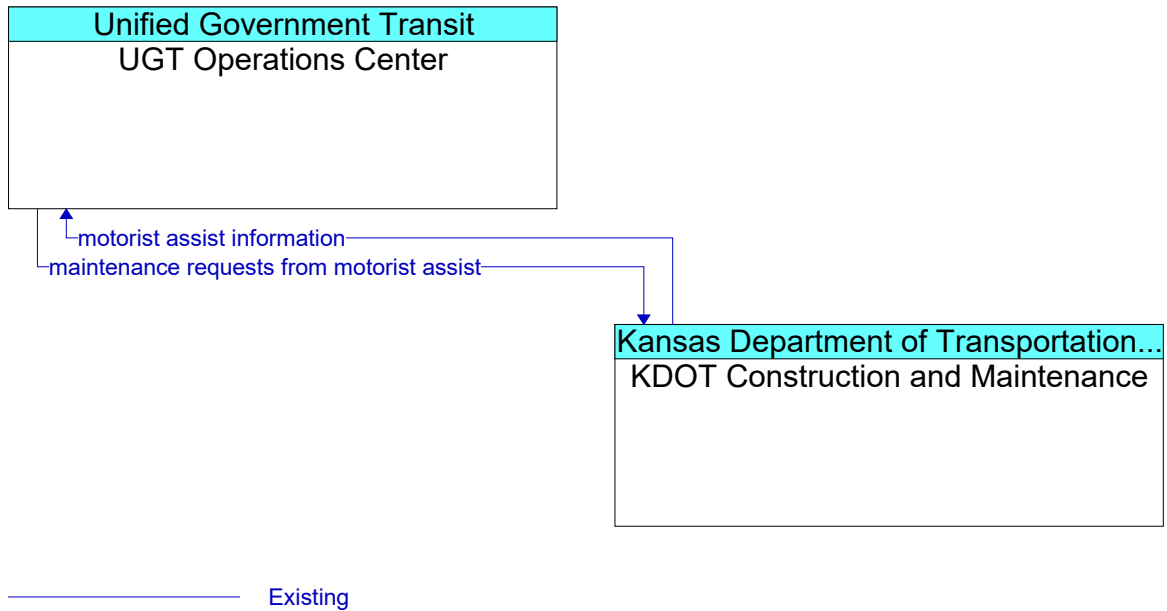 Unified Government Transit
UGT Operations Center
motorist assist information
maintenance requests from motorist assist
Kansas Department of Transportation...
KDOT Construction and Maintenance
Existing